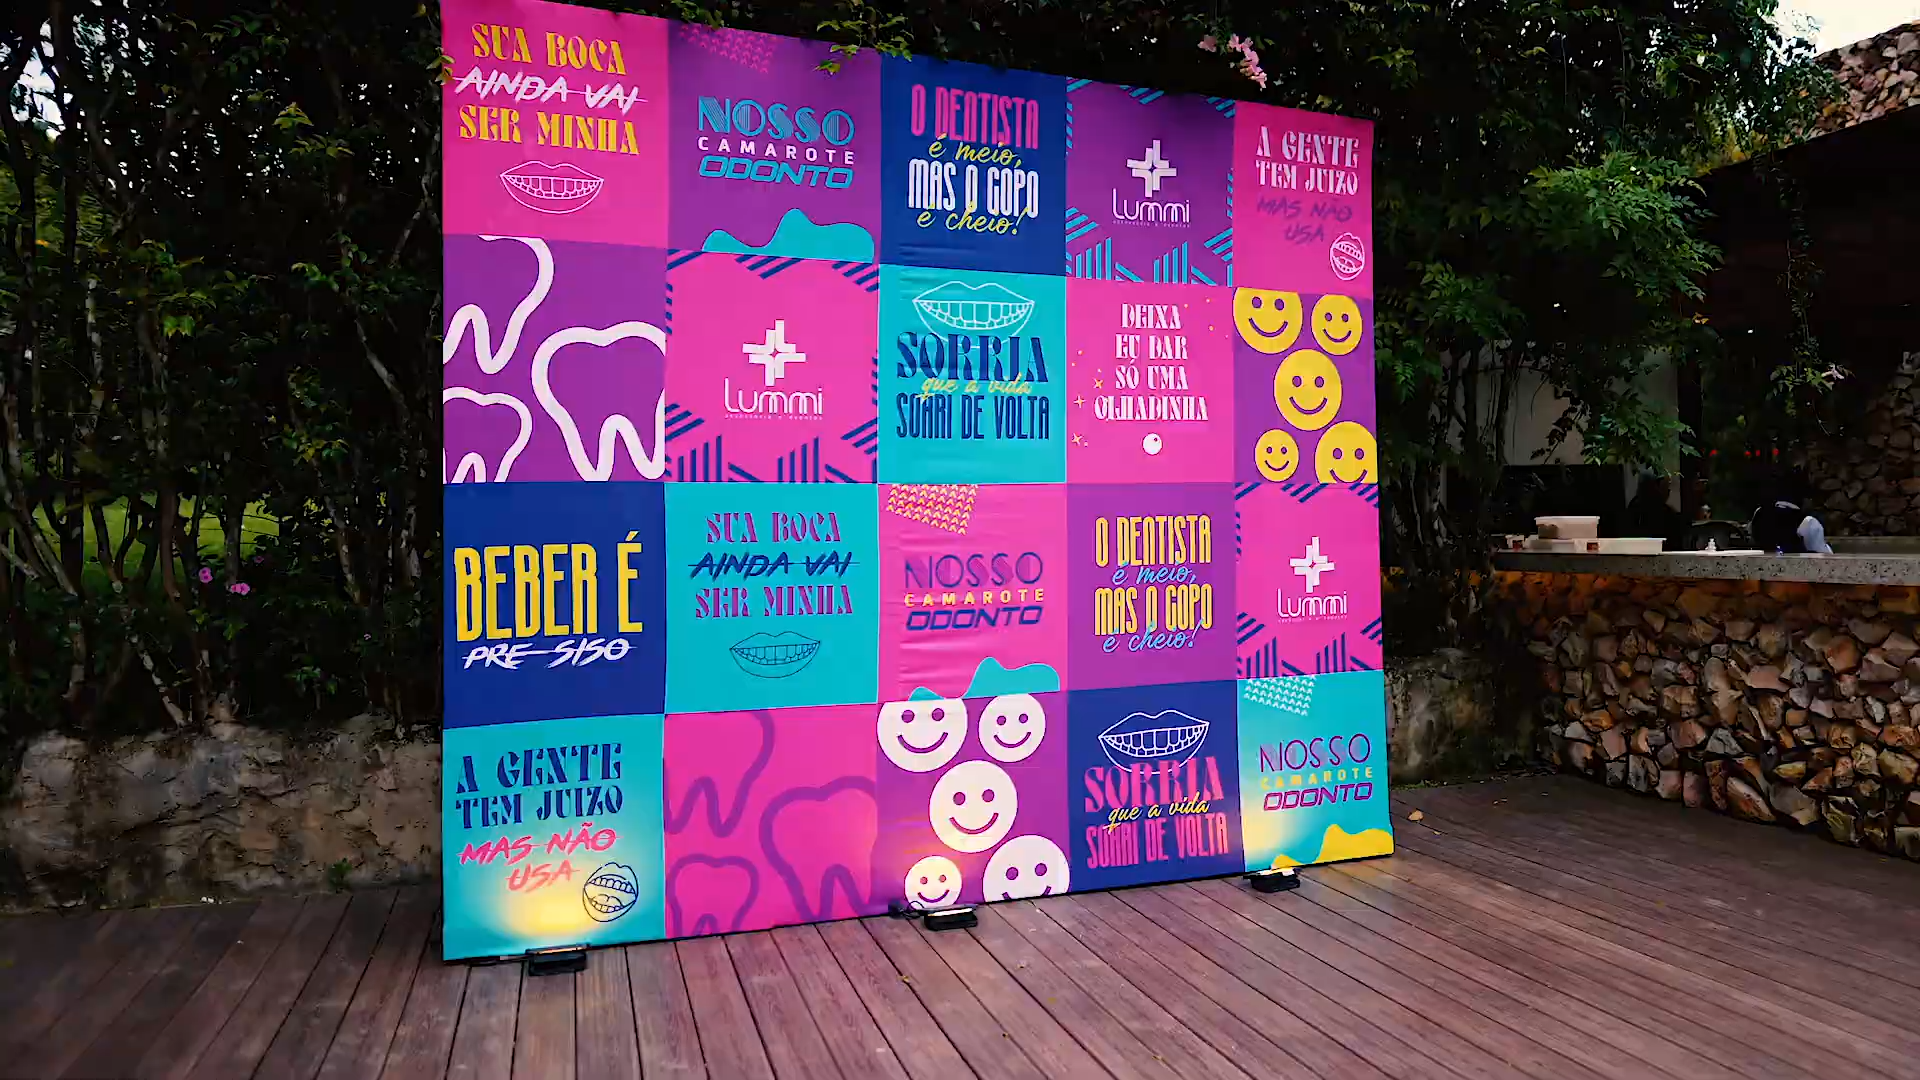 SUA BOCA
AINDA VAI
SER MINHA
NOSSO
CAMAROTE
ODONTO
O DENTISTA
é meio,
MAS O COPO
é cheio!
Lummi
A GENTE
TEM JUIZO
MAS NÃO
USA
Lummi
SORRIA
que a vida
SORRI DE VOLTA
DEIXA
EU DAR
SÓ UMA
OLHADINHA
BEBER É
PRE-SISO
SUA BOCA
AINDA VAI
SER MINHA
NOSSO
CAMAROTE
ODONTO
O DENTISTA
é meio,
MAS O COPO
é cheio!
Lummi
A GENTE
TEM JUIZO
MAS NÃO
USA
SORRIA
que a vida
SORRI DE VOLTA
NOSSO
CAMAROTE
ODONTO